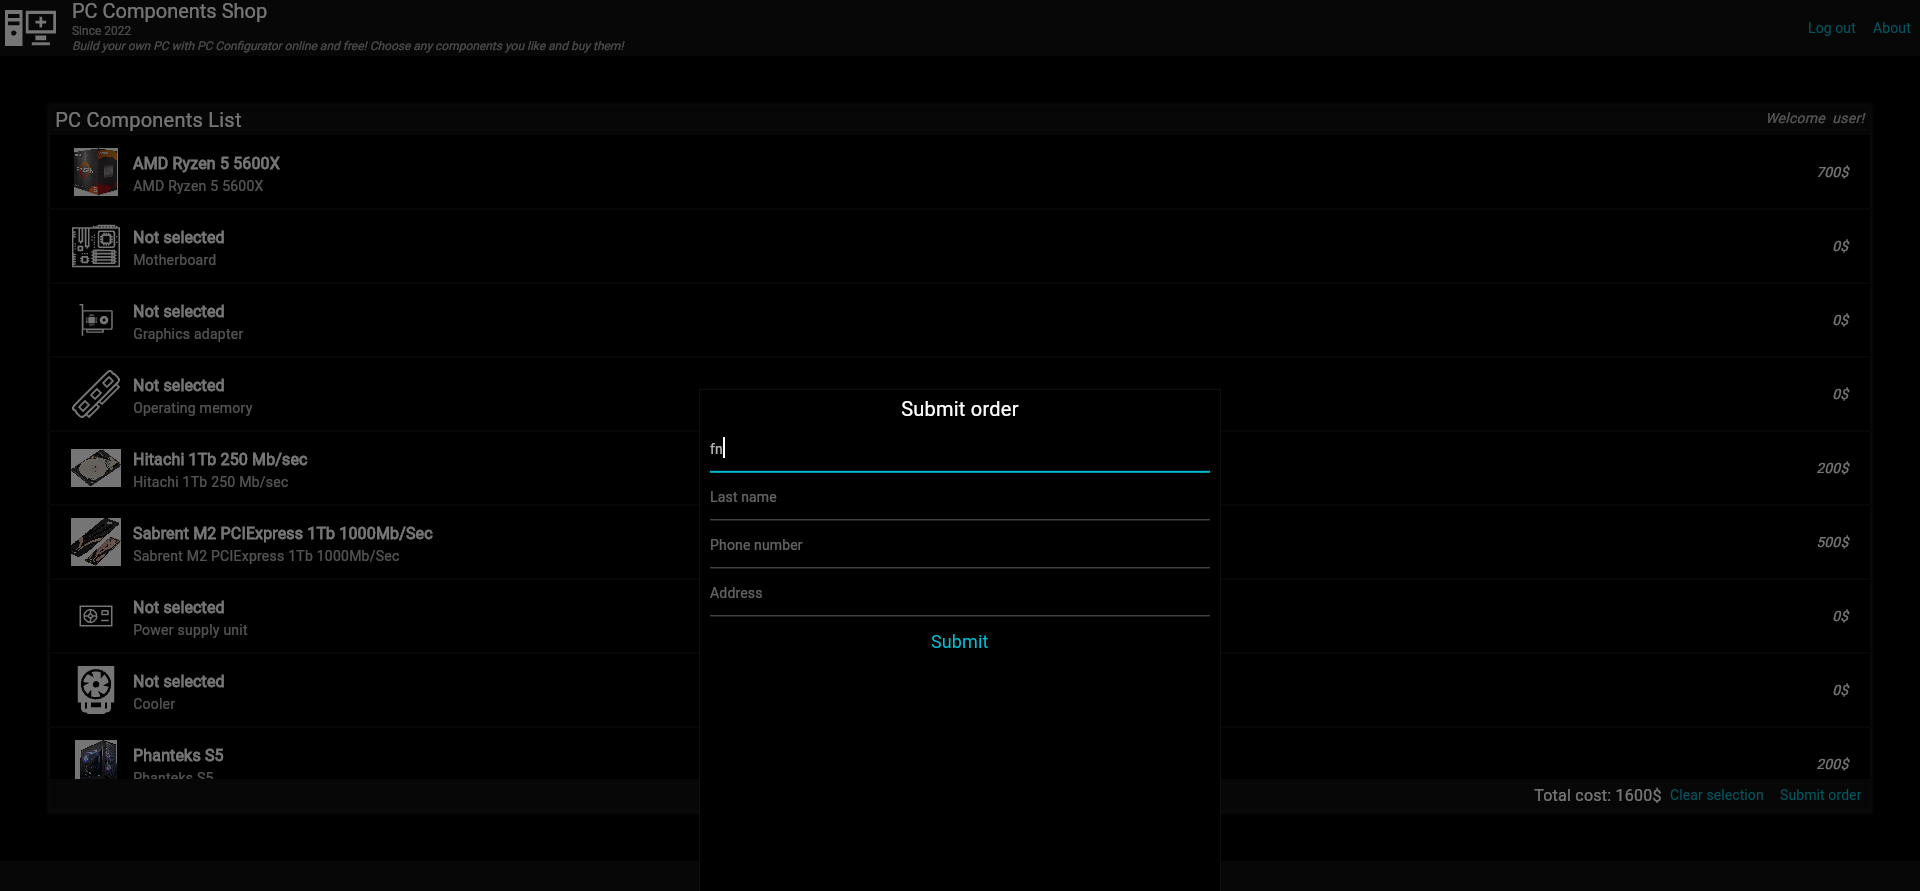 PC Components Shop
Since 2022
Build your own PC with PC Configurator online and free! Choose any components you like and buy them!
Log out
About
PC Components List
Welcome user!
AMD Ryzen 5 5600X
AMD Ryzen 5 5600X
700$
Not selected
Motherboard
0$
Not selected
Graphics adapter
0$
Not selected
Operating memory
0$
Hitachi 1Tb 250 Mb/sec
Hitachi 1Tb 250 Mb/sec
200$
Sabrent M2 PCIExpress 1Tb 1000Mb/Sec
Sabrent M2 PCIExpress 1Tb 1000Mb/Sec
500$
Not selected
Power supply unit
0$
Not selected
Cooler
0$
Phanteks S5
Phanteks S5
200$
Total cost: 1600$
Clear selection
Submit order
Submit order
fn
Last name
Phone number
Address
Submit